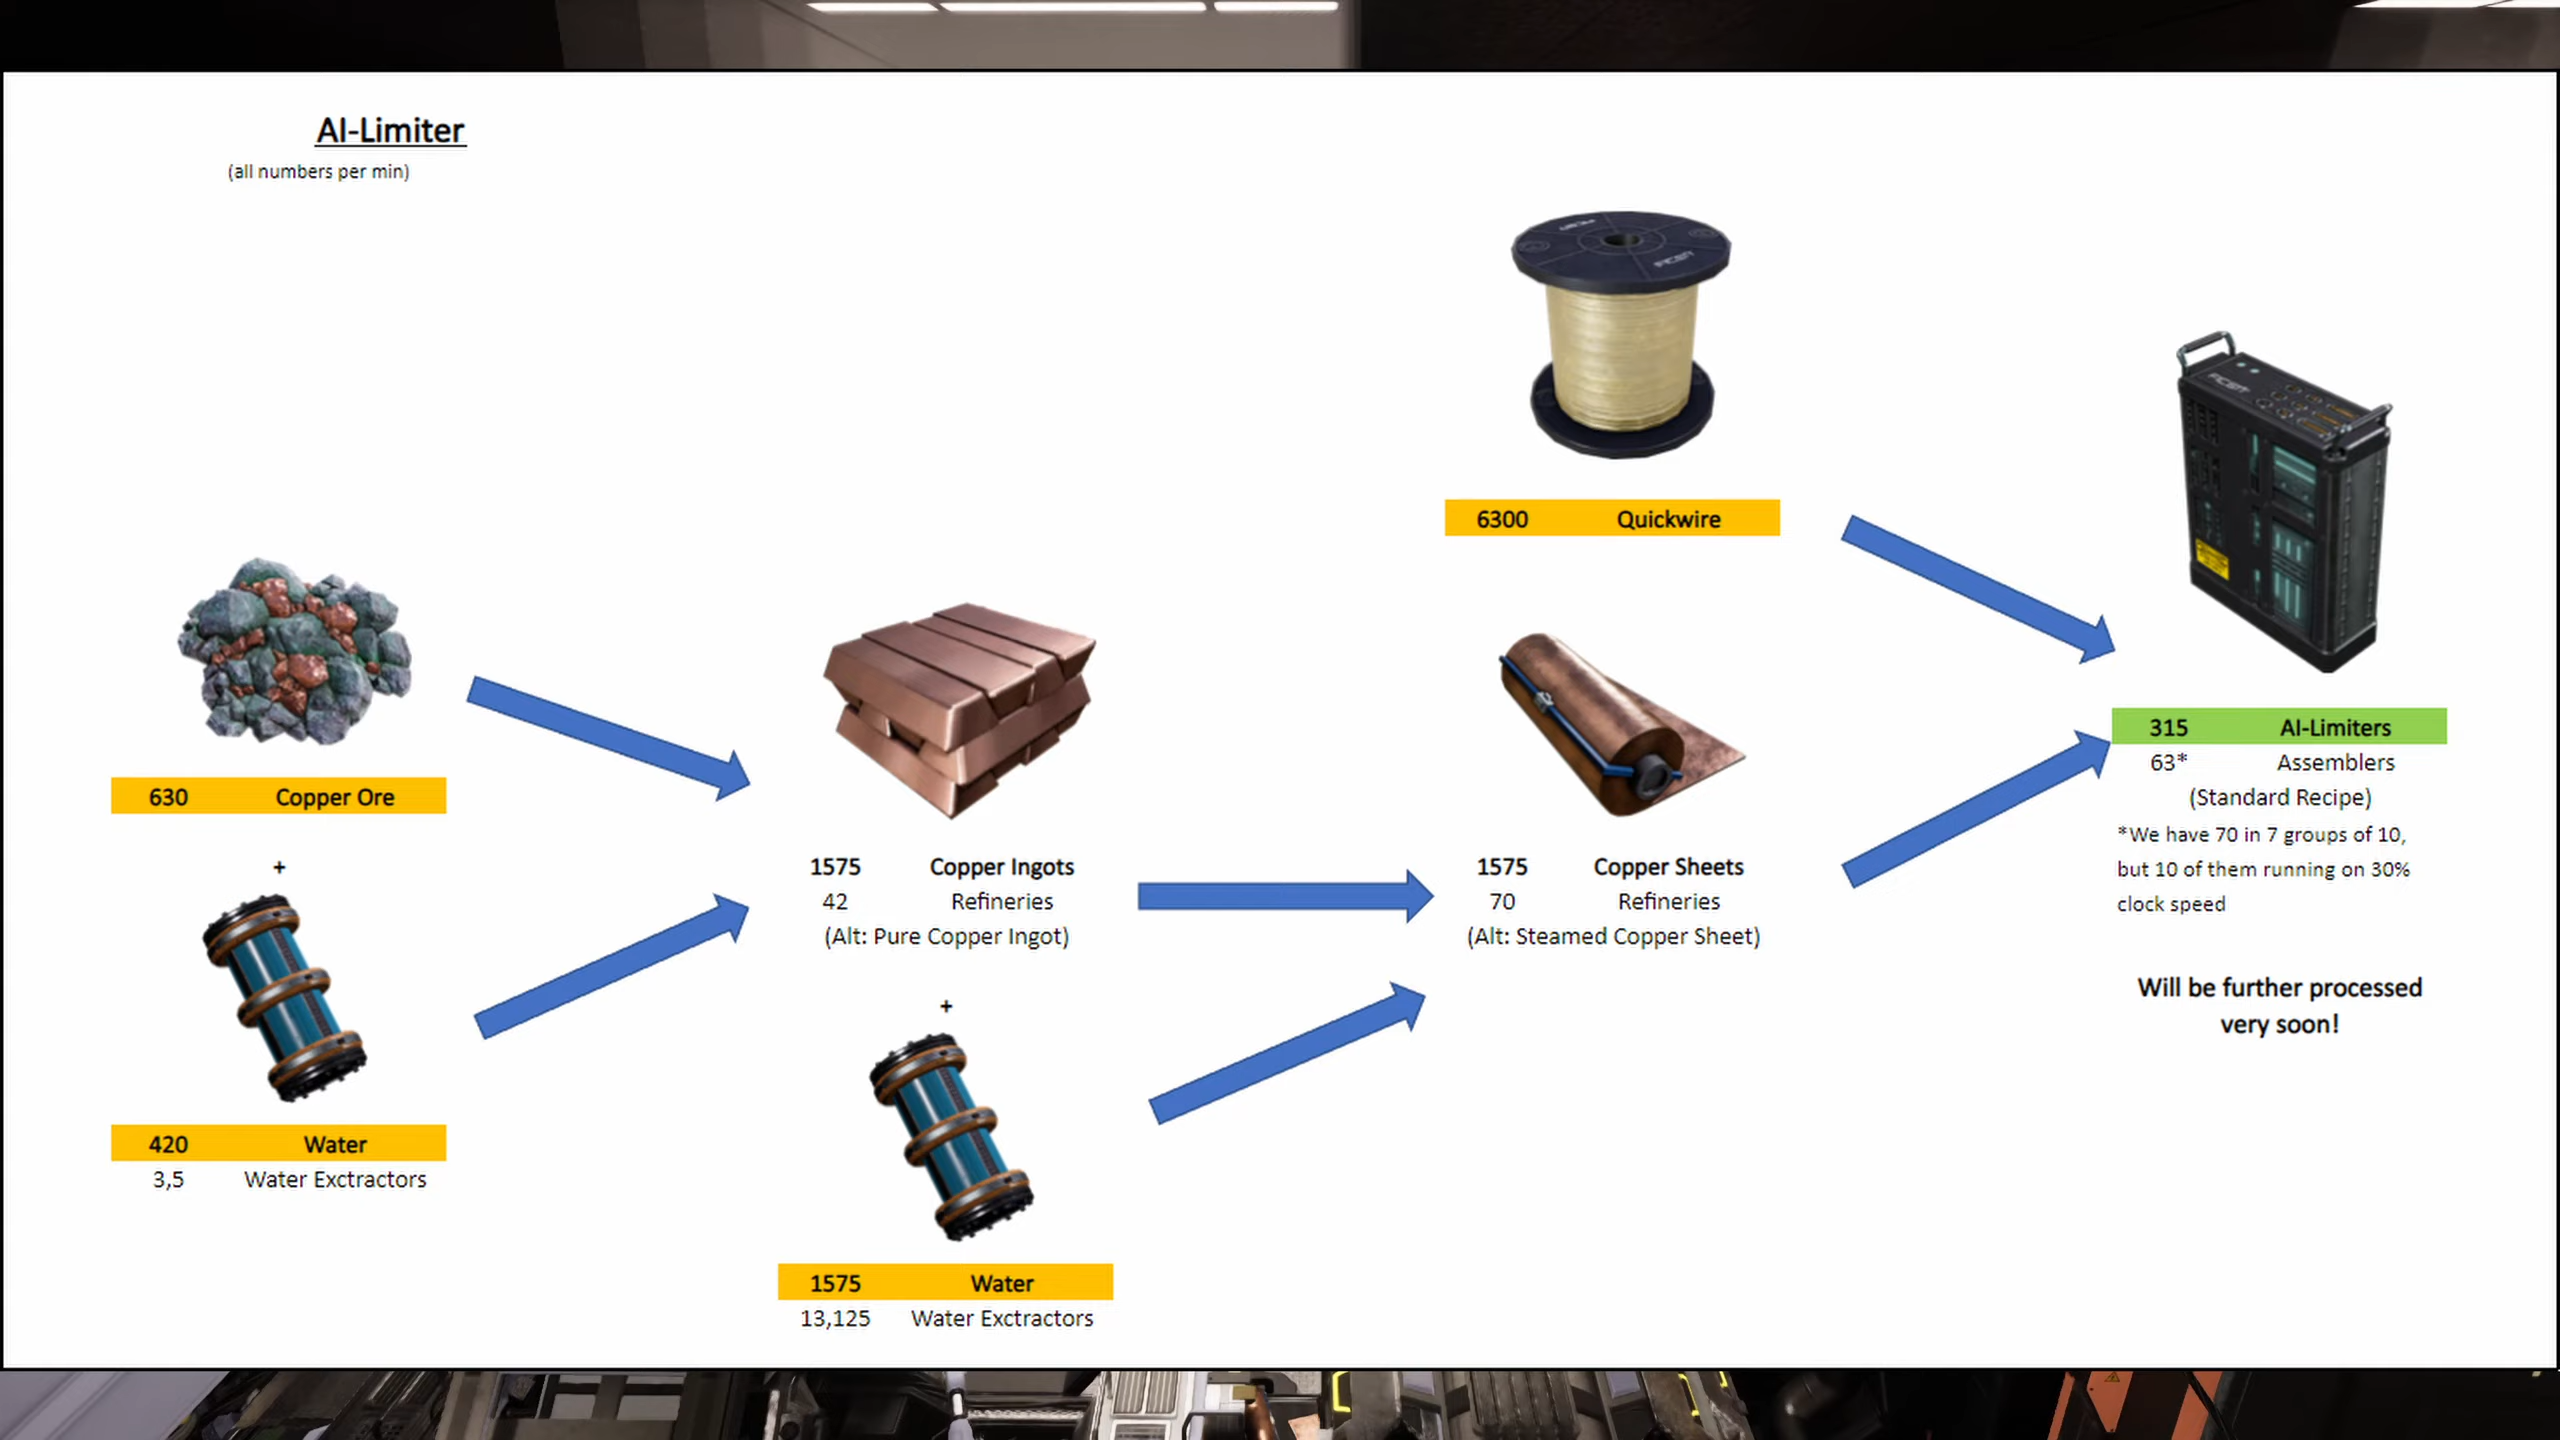 AI-Limiter
(all numbers per min)
FICSIT
6300 Quickwire
FICSIT
630 Copper Ore
+
420 Water
3,5 Water Exctractors
1575 Copper Ingots
42 Refineries
(Alt: Pure Copper Ingot)
+
1575 Water
13,125 Water Exctractors
1575 Copper Sheets
70 Refineries
(Alt: Steamed Copper Sheet)
315 AI-Limiters
63* Assemblers
(Standard Recipe)
*We have 70 in 7 groups of 10,
but 10 of them running on 30%
clock speed
Will be further processed
very soon!